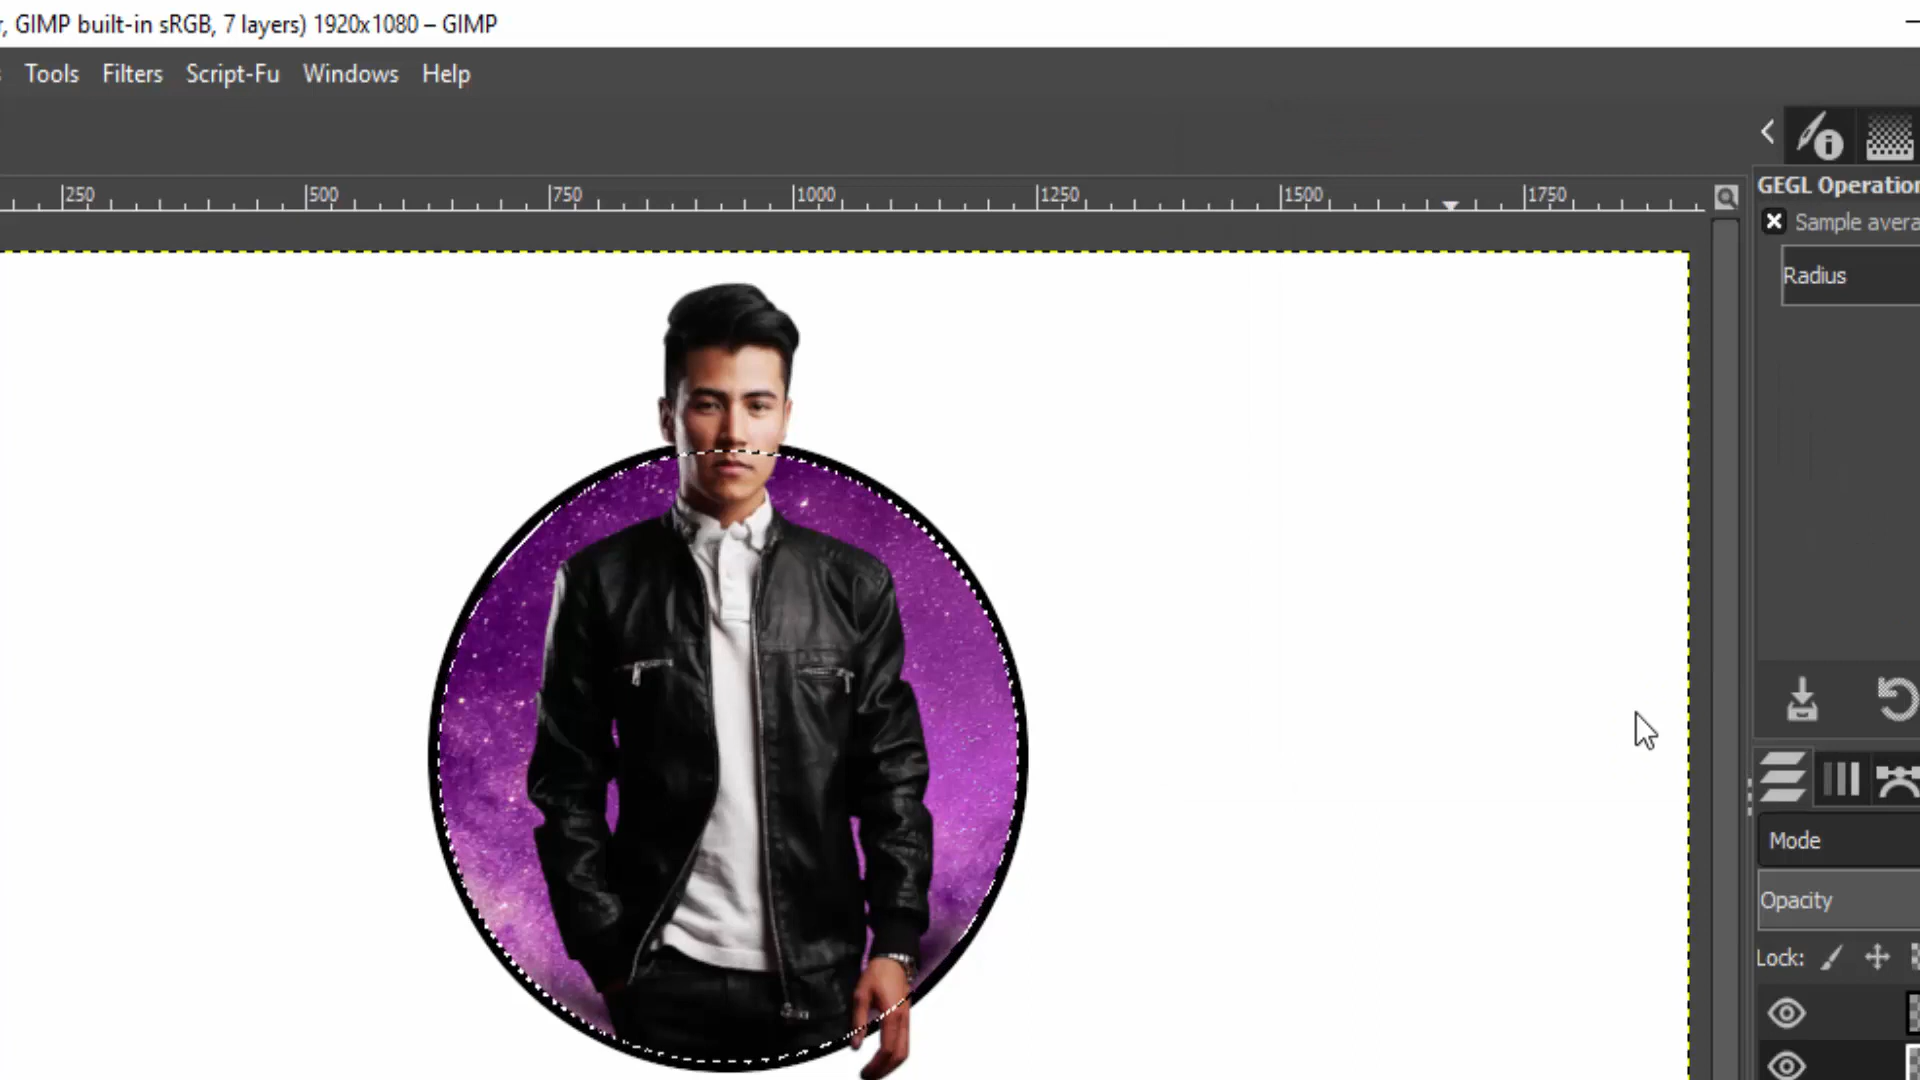 , GIMP built-in sRGB, 7 layers) 1920x1080 – GIMP
Tools Filters Script-Fu Windows Help
250 500 750 1000 1250 1500 1750
GEGL Operation
Sample avera
Radius
Mode
Opacity
Lock: